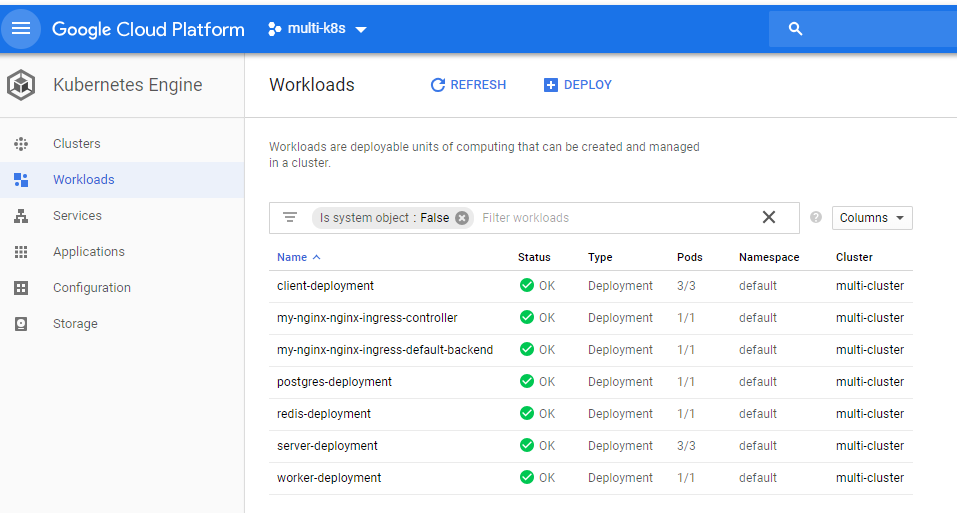 Google Cloud Platform multi-k8s
Kubernetes Engine
Workloads REFRESH DEPLOY
Clusters
Workloads
Services
Applications
Configuration
Storage
Workloads are deployable units of computing that can be created and managed
in a cluster.
Is system object : False Filter workloads Columns
Name Status Type Pods Namespace Cluster
client-deployment OK Deployment 3/3 default multi-cluster
my-nginx-nginx-ingress-controller OK Deployment 1/1 default multi-cluster
my-nginx-nginx-ingress-default-backend OK Deployment 1/1 default multi-cluster
postgres-deployment OK Deployment 1/1 default multi-cluster
redis-deployment OK Deployment 1/1 default multi-cluster
server-deployment OK Deployment 3/3 default multi-cluster
worker-deployment OK Deployment 1/1 default multi-cluster